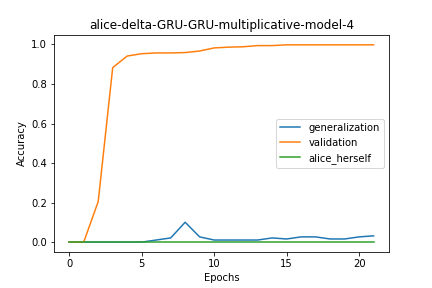 alice-delta-GRU-GRU-multiplicative-model-4
1.0
0.8
0.6
0.4
0.2
0.0
Accuracy
generalization
validation
alice_herself
0 5 10 15 20
Epochs